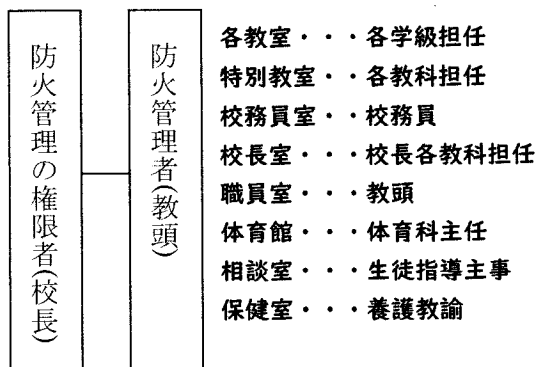 防火管理の権限者(校長)
防火管理者(教頭)
各教室・・・各学級担任
特別教室・・各教科担任
校務員室・・校務員
校長室・・・校長各教科担任
職員室・・・教頭
体育館・・・体育科主任
相談室・・・生徒指導主事
保健室・・・養護教諭